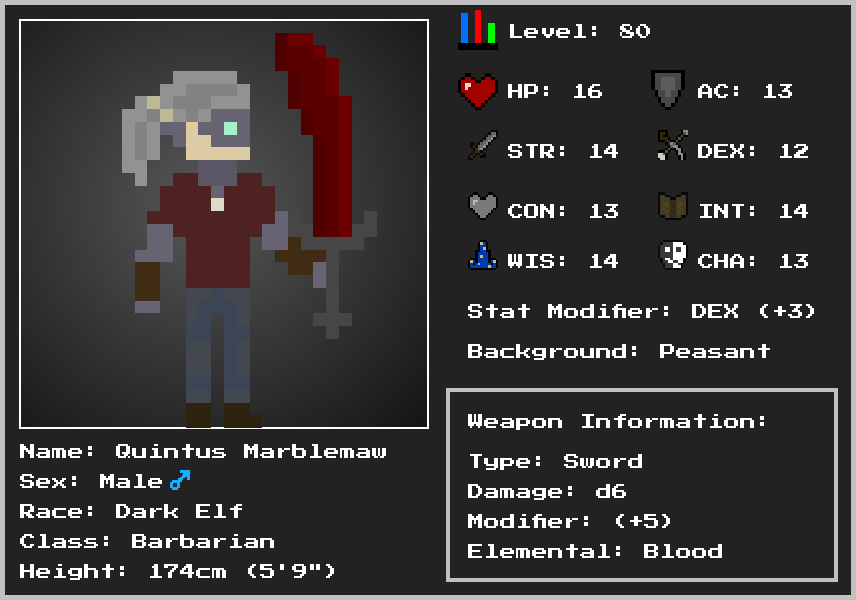 Level: 80
HP: 16
AC: 13
STR: 14
DEX: 12
CON: 13
INT: 14
WIS: 14
CHA: 13
Stat Modifier: DEX (+3)
Background: Peasant
Weapon Information:
Type: Sword
Damage: d6
Modifier: (+5)
Elemental: Blood
Name: Quintus Marblemaw
Sex: Male ♂
Race: Dark Elf
Class: Barbarian
Height: 174cm (5'9")